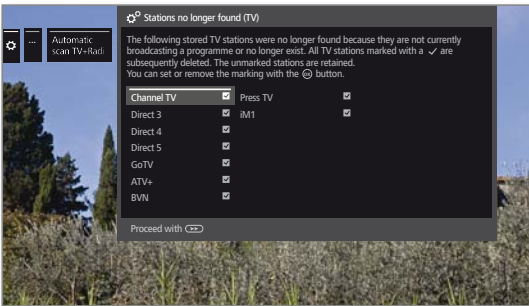 Stations no longer found (TV)
...
Automatic
scan TV+Radi
The following stored TV stations were no longer found because they are not currently
broadcasting a programme or no longer exist. All TV stations marked with a ✓ are
subsequently deleted. The unmarked stations are retained.
You can set or remove the marking with the OK button.
Channel TV
Press TV
Direct 3
iM1
Direct 4
Direct 5
GoTV
ATV+
BVN
Proceed with